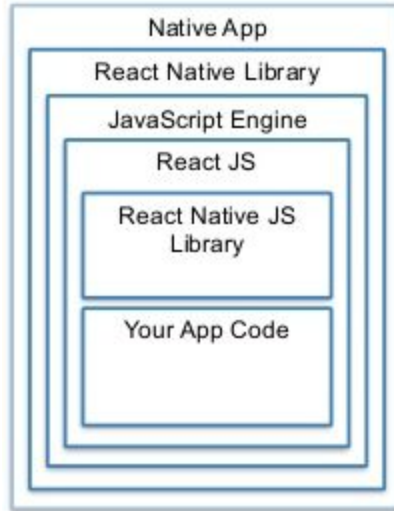 Native App
React Native Library
JavaScript Engine
React JS
React Native JS
Library
Your App Code